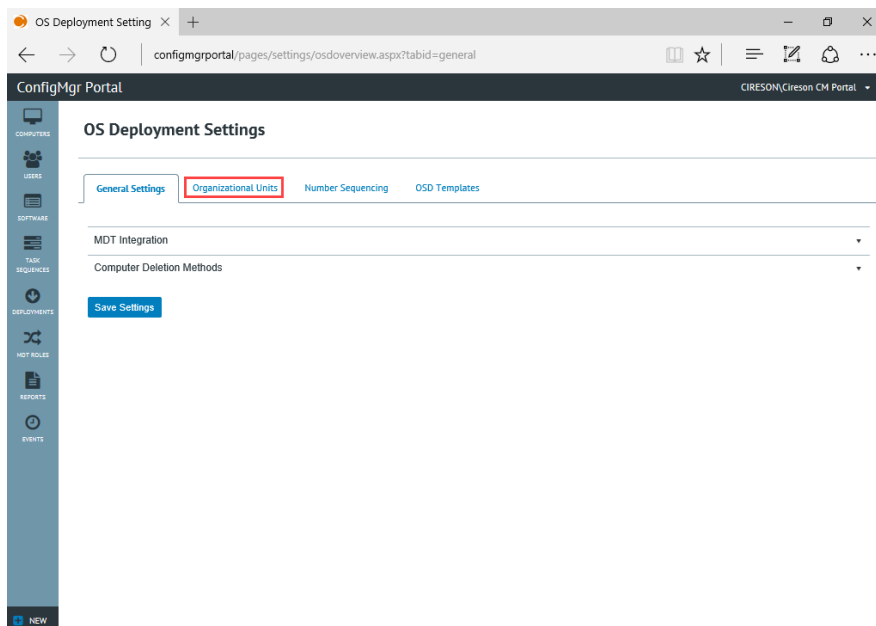 OS Deployment Setting
configmgrportal/pages/settings/osdoverview.aspx?tabid=general
ConfigMgr Portal
CIRESON\Cireson CM Portal
COMPUTERS
USERS
SOFTWARE
TASK
SEQUENCES
DEPLOYMENTS
MDT ROLES
REPORTS
EVENTS
NEW
OS Deployment Settings
General Settings
Organizational Units
Number Sequencing
OSD Templates
MDT Integration
Computer Deletion Methods
Save Settings